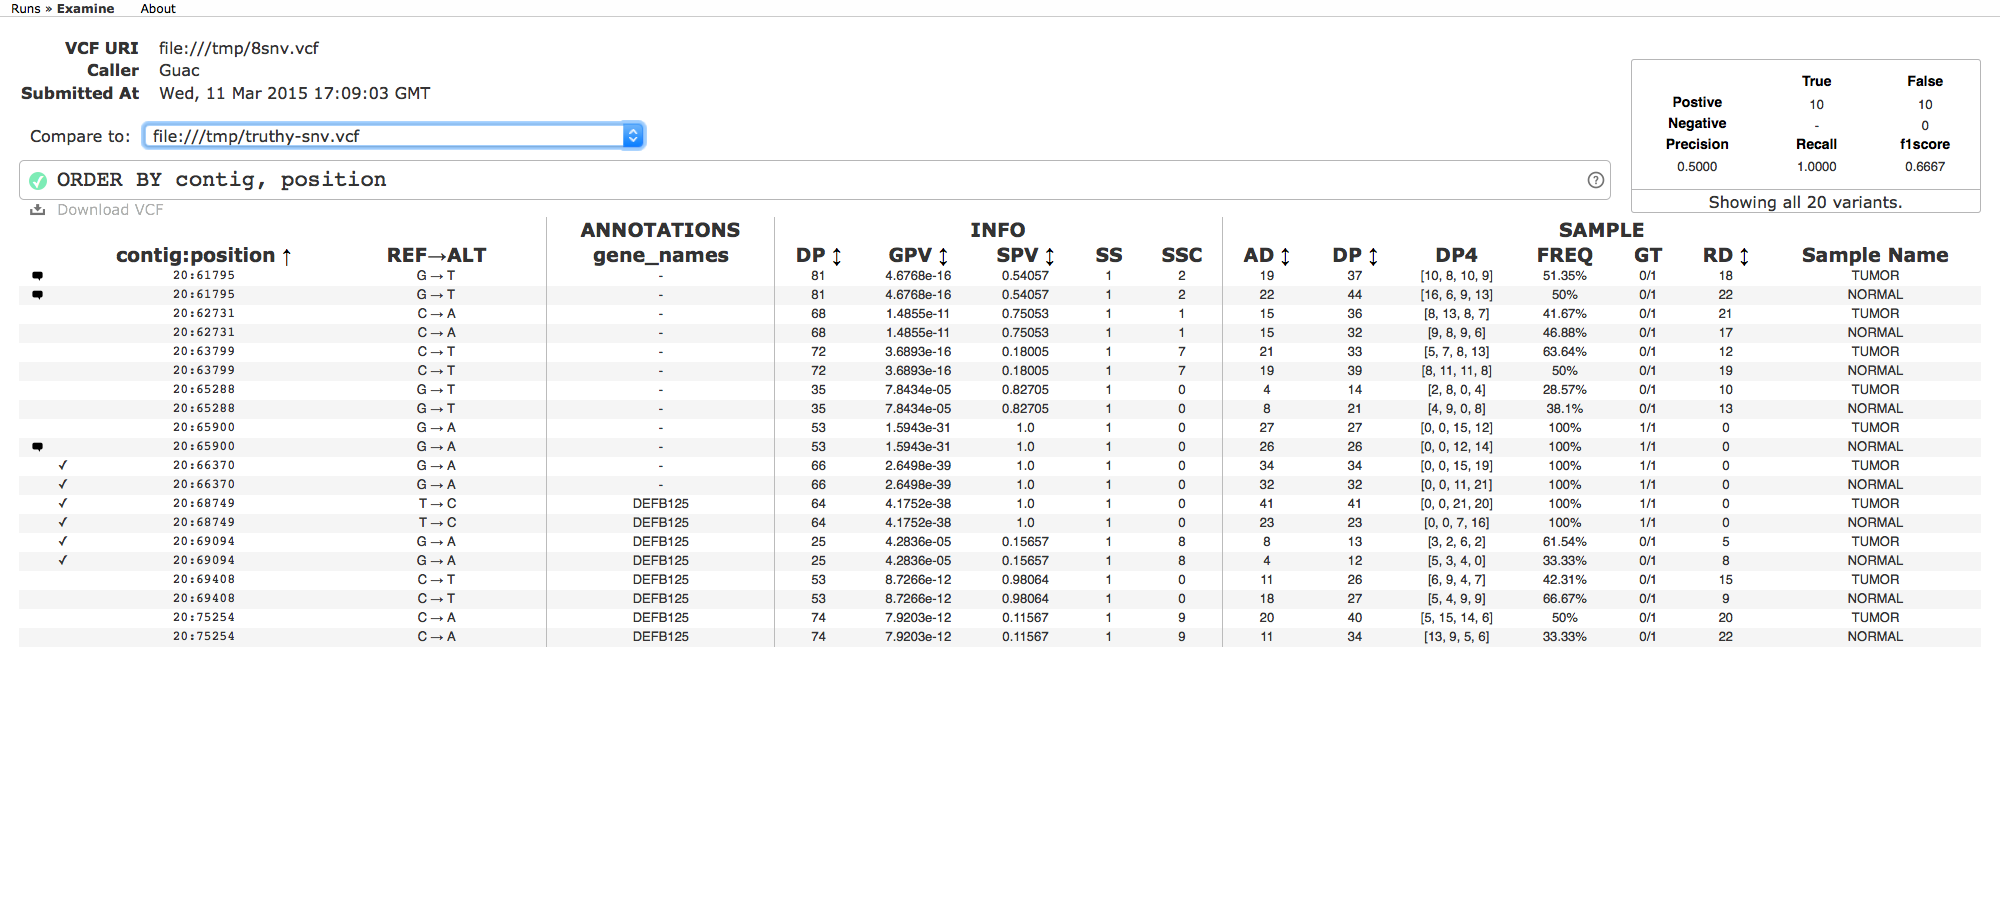 Runs » Examine About
VCF URI file:///tmp/8snv.vcf
Caller Guac
Submitted At Wed, 11 Mar 2015 17:09:03 GMT
Compare to: file:///tmp/truthy-snv.vcf
True False
Postive 10 10
Negative - 0
Precision Recall f1score
0.5000 1.0000 0.6667
Showing all 20 variants.
ORDER BY contig, position ?
Download VCF
ANNOTATIONS INFO SAMPLE
contig:position ↑ REF→ALT gene_names DP ↕ GPV ↕ SPV ↕ SS SSC AD ↕ DP ↕ DP4 FREQ GT RD ↕ Sample Name
20:61795 G→T - 81 4.6768e-16 0.54057 1 2 19 37 [10, 8, 10, 9] 51.35% 0/1 18 TUMOR
20:61795 G→T - 81 4.6768e-16 0.54057 1 2 22 44 [16, 6, 9, 13] 50% 0/1 22 NORMAL
20:62731 C→A - 68 1.4855e-11 0.75053 1 1 15 36 [8, 13, 8, 7] 41.67% 0/1 21 TUMOR
20:62731 C→A - 68 1.4855e-11 0.75053 1 1 15 32 [9, 8, 9, 6] 46.88% 0/1 17 NORMAL
20:63799 C→T - 72 3.6893e-16 0.18005 1 7 21 33 [5, 7, 8, 13] 63.64% 0/1 12 TUMOR
20:63799 C→T - 72 3.6893e-16 0.18005 1 7 19 39 [8, 11, 11, 8] 50% 0/1 19 NORMAL
20:65288 G→T - 35 7.8434e-05 0.82705 1 0 4 14 [2, 8, 0, 4] 28.57% 0/1 10 TUMOR
20:65288 G→T - 35 7.8434e-05 0.82705 1 0 8 21 [4, 9, 0, 8] 38.1% 0/1 13 NORMAL
20:65900 G→A - 53 1.5943e-31 1.0 1 0 27 27 [0, 0, 15, 12] 100% 1/1 0 TUMOR
20:65900 G→A - 53 1.5943e-31 1.0 1 0 26 26 [0, 0, 12, 14] 100% 1/1 0 NORMAL
✓ 20:66370 G→A - 66 2.6498e-39 1.0 1 0 34 34 [0, 0, 15, 19] 100% 1/1 0 TUMOR
✓ 20:66370 G→A - 66 2.6498e-39 1.0 1 0 32 32 [0, 0, 11, 21] 100% 1/1 0 NORMAL
✓ 20:68749 T→C DEFB125 64 4.1752e-38 1.0 1 0 41 41 [0, 0, 21, 20] 100% 1/1 0 TUMOR
✓ 20:68749 T→C DEFB125 64 4.1752e-38 1.0 1 0 23 23 [0, 0, 7, 16] 100% 1/1 0 NORMAL
✓ 20:69094 G→A DEFB125 25 4.2836e-05 0.15657 1 8 8 13 [3, 2, 6, 2] 61.54% 0/1 5 TUMOR
✓ 20:69094 G→A DEFB125 25 4.2836e-05 0.15657 1 8 4 12 [5, 3, 4, 0] 33.33% 0/1 8 NORMAL
20:69408 C→T DEFB125 53 8.7266e-12 0.98064 1 0 11 26 [6, 9, 4, 7] 42.31% 0/1 15 TUMOR
20:69408 C→T DEFB125 53 8.7266e-12 0.98064 1 0 18 27 [5, 4, 9, 9] 66.67% 0/1 9 NORMAL
20:75254 C→A DEFB125 74 7.9203e-12 0.11567 1 9 20 40 [5, 15, 14, 6] 50% 0/1 20 TUMOR
20:75254 C→A DEFB125 74 7.9203e-12 0.11567 1 9 11 34 [13, 9, 5, 6] 33.33% 0/1 22 NORMAL